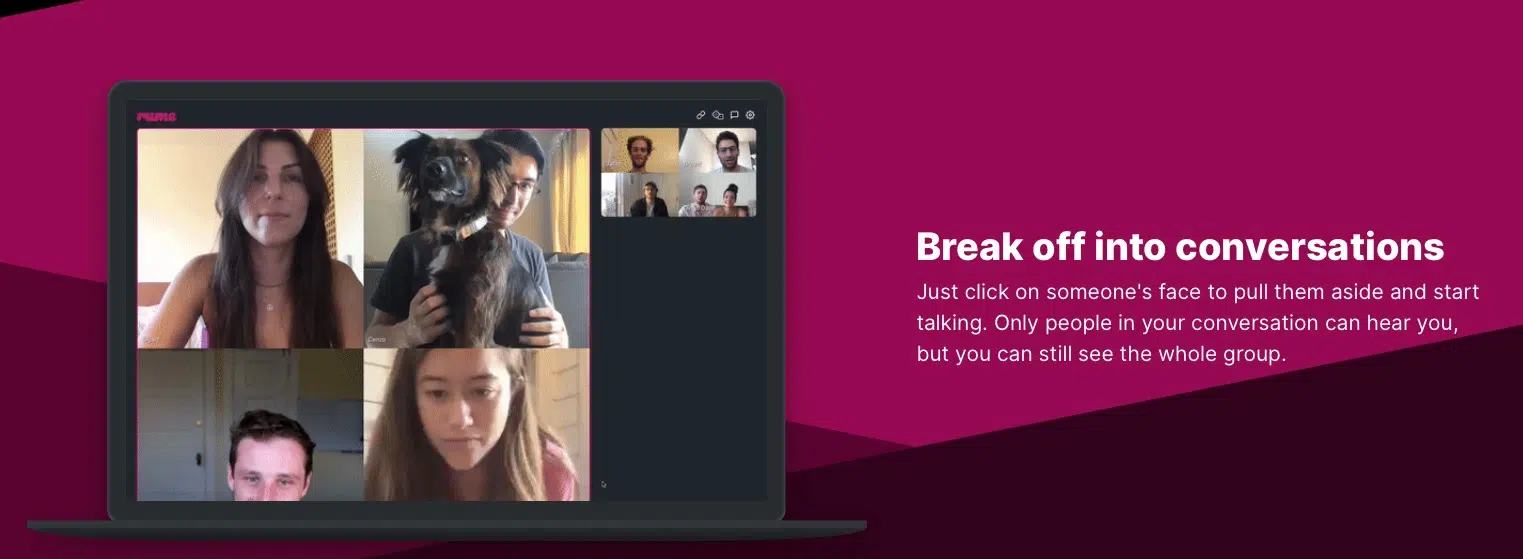 rume
Carlos
Break off into conversations
Just click on someone's face to pull them aside and start
talking. Only people in your conversation can hear you,
but you can still see the whole group.